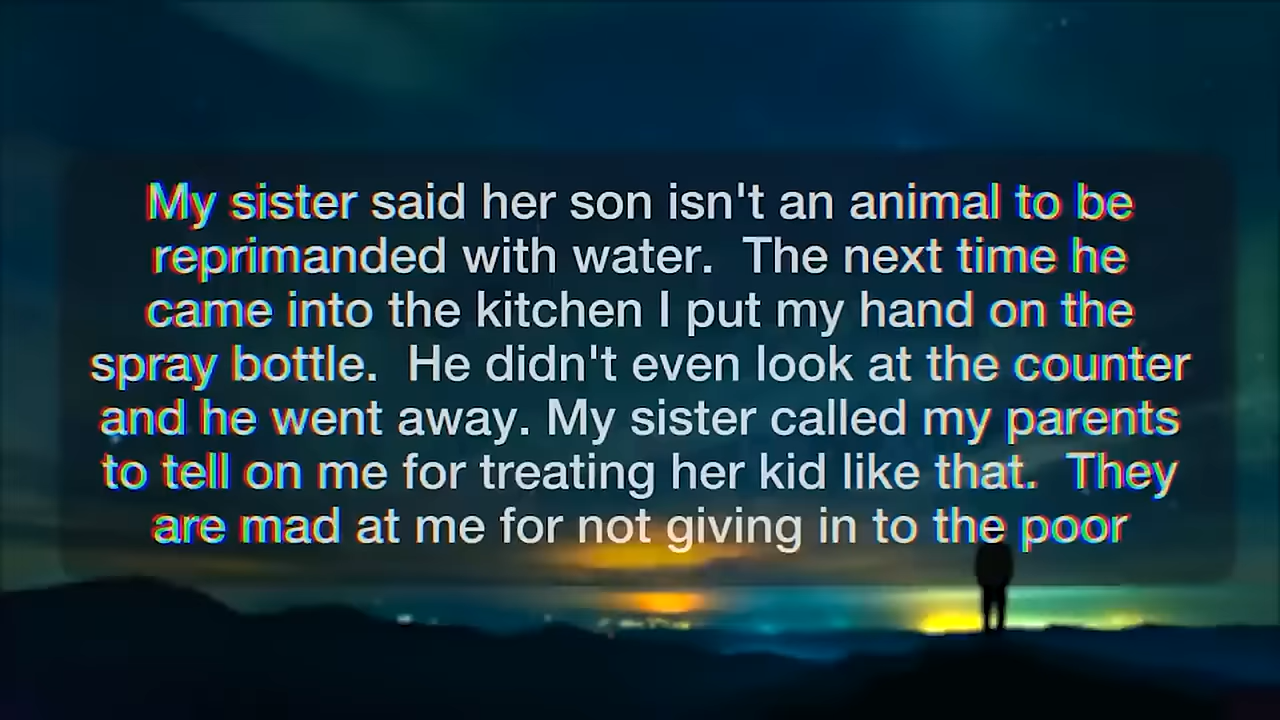 My sister said her son isn't an animal to be
reprimanded with water.  The next time he
came into the kitchen I put my hand on the
spray bottle.  He didn't even look at the counter
and he went away. My sister called my parents
to tell on me for treating her kid like that.  They
are mad at me for not giving in to the poor